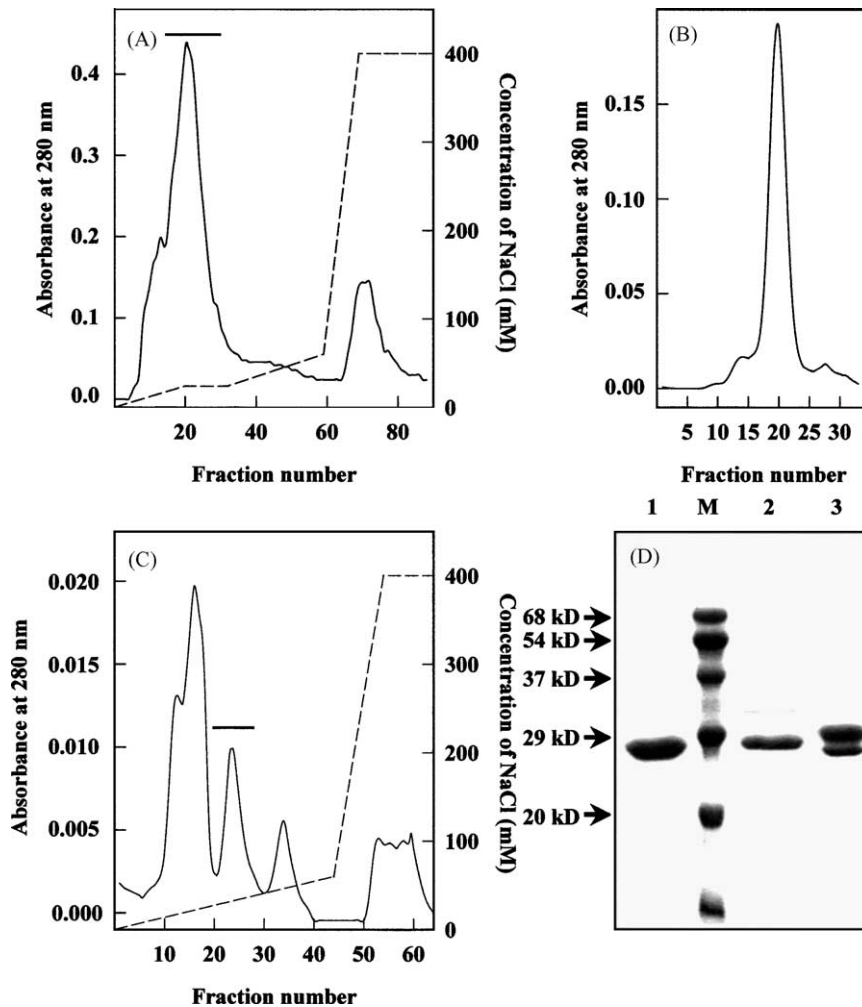 (A)
Absorbance at 280 nm
0.4
0.3
0.2
0.1
0.0
20 40 60 80
Fraction number
400
300
200
100
0
Concentration of NaCl (mM)
(B)
Absorbance at 280 nm
0.15
0.10
0.05
0.00
5 10 15 20 25 30
Fraction number
(C)
Absorbance at 280 nm
0.020
0.015
0.010
0.005
0.000
10 20 30 40 50 60
Fraction number
400
300
200
100
0
Concentration of NaCl (mM)
1 M 2 3
(D)
68 kD
54 kD
37 kD
29 kD
20 kD